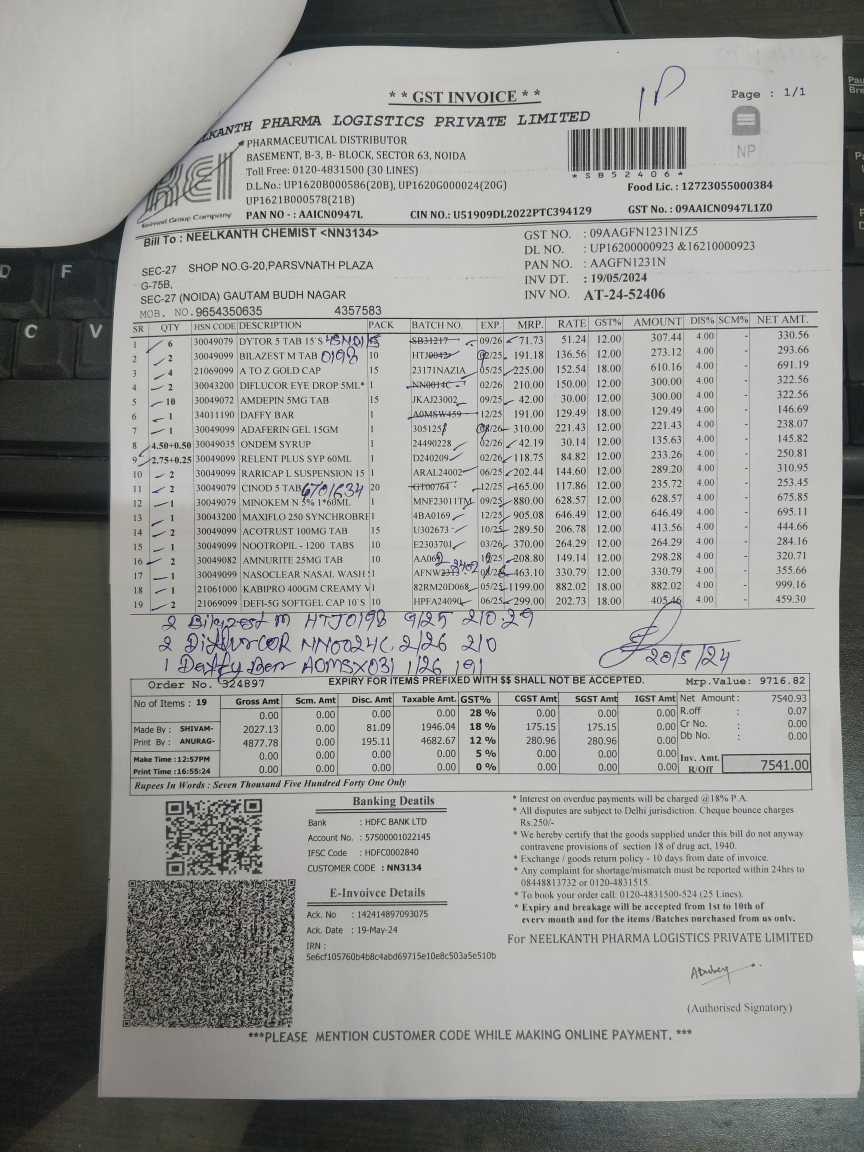 * * GST INVOICE * *
Page : 1/1
1P
KANTH PHARMA LOGISTICS PRIVATE LIMITED
PHARMACEUTICAL DISTRIBUTOR
BASEMENT, B-3, B- BLOCK, SECTOR 63, NOIDA
Toll Free: 0120-4831500 (30 LINES)
D.L.No.: UP1620B000586(20B), UP1620G000024(20G)
UP1621B000578(21B)
PAN NO - : AAICN0947L CIN NO.: U51909DL2022PTC394129
* S B 5 2 4 0 6 *
NP
Food Lic. : 12723055000384
GST No. : 09AAICN0947L1Z0
Keimed Group Company
Bill To : NEELKANTH CHEMIST <NN3134>
SEC-27 SHOP NO.G-20,PARSVNATH PLAZA
G-75B,
SEC-27 (NOIDA) GAUTAM BUDH NAGAR
MOB. NO.9654350635 4357583
GST NO. : 09AAGFN1231N1Z5
DL NO. : UP16200000923 &16210000923
PAN NO. : AAGFN1231N
INV DT. : 19/05/2024
INV NO. AT-24-52406
SR QTY HSN CODE DESCRIPTION PACK BATCH NO. EXP. MRP. RATE GST% AMOUNT DIS% SCM% NET AMT.
1 6 30049079 DYTOR 5 TAB 15`S SB31217 09/26 71.73 51.24 12.00 307.44 4.00 - 330.56
2 2 30049079 BILAZEST M TAB 0198 10 HTJ0042 02/25 191.18 136.56 12.00 273.12 4.00 - 293.66
3 4 21069099 A TO Z GOLD CAP 15 23171NAZIA 05/25 225.00 152.54 18.00 610.16 4.00 - 691.19
4 2 30043200 DIFLUCOR EYE DROP 5ML* 1 NN0014C 02/26 210.00 150.00 12.00 300.00 4.00 - 322.56
5 10 30049072 AMDEPIN 5MG TAB 15 JKAJ23002 09/25 42.00 30.00 12.00 300.00 4.00 - 322.56
6 1 34011190 DAFFY BAR 1 A0MSW459 12/25 191.00 129.49 18.00 129.49 4.00 - 146.69
7 1 30049099 ADAFERIN GEL 15GM 1 305125 08/26 310.00 221.43 12.00 221.43 4.00 - 238.07
8 4.50+0.50 30049035 ONDEM SYRUP 1 24490228 02/26 42.19 30.14 12.00 135.63 4.00 - 145.82
9 2.75+0.25 30049099 RELENT PLUS SYP 60ML 1 D240209 02/26 118.75 84.82 12.00 233.26 4.00 - 250.81
10 2 30049099 RARICAP L SUSPENSION 15 1 ARAL24002 06/25 202.44 144.60 12.00 289.20 4.00 - 310.95
11 2 30049079 CINOD 5 TAB 20 GT00764 12/25 165.00 117.86 12.00 235.72 4.00 - 253.45
12 1 30049079 MINOKEM N 5% 1*60ML 1 MNF23011TM 09/25 880.00 628.57 12.00 628.57 4.00 - 675.85
13 1 30043200 MAXIFLO 250 SYNCHROBRE 1 4BA0169 12/25 905.08 646.49 12.00 646.49 4.00 - 695.11
14 2 30049099 ACOTRUST 100MG TAB 15 U302673 10/25 289.50 206.78 12.00 413.56 4.00 - 444.66
15 1 30049099 NOOTROPIL - 1200 TABS 10 E2303701 03/26 370.00 264.29 12.00 264.29 4.00 - 284.16
16 2 30049082 AMNURITE 25MG TAB 10 208.80 149.14 12.00 298.28 4.00 - 320.71
17 1 30049099 NASOCLEAR NASAL WASH 1 463.10 330.79 12.00 330.79 4.00 - 355.66
18 1 21061000 KABIPRO 400GM CREAMY V 1 82RM20D068 05/25 1199.00 882.02 18.00 882.02 4.00 - 999.16
19 2 21069099 DEFI-5G SOFTGEL CAP 10`S 10 HPFA24090 06/25 299.00 202.73 18.00 405.46 4.00 - 459.30
2 Bilazest M HTJ0198 9/25 210.29
2 Diflucor NN0024C 2/26 210
1 Daffy Bar A0MSX031 1/26 191
20/5/24
Order No. 324897 EXPIRY FOR ITEMS PREFIXED WITH $$ SHALL NOT BE ACCEPTED. Mrp.Value: 9716.82
No of Items : 19 Gross Amt Scm. Amt Disc. Amt Taxable Amt. GST% CGST Amt SGST Amt IGST Amt Net Amount: 7540.93
0.00 0.00 0.00 0.00 28 % 0.00 0.00 0.00 R.off : 0.07
Made By : SHIVAM- 2027.13 0.00 81.09 1946.04 18 % 175.15 175.15 0.00 Cr No. : 0.00
Print By : ANURAG- 4877.78 0.00 195.11 4682.67 12 % 280.96 280.96 0.00 Db No. : 0.00
Make Time :12:57PM 0.00 0.00 0.00 0.00 5 % 0.00 0.00 0.00
Print Time :16:55:24 0.00 0.00 0.00 0.00 0 % 0.00 0.00 0.00 Inv. Amt. R/Off 7541.00
Rupees In Words : Seven Thousand Five Hundred Forty One Only
Banking Deatils
Bank : HDFC BANK LTD
Account No. : 57500001022145
IFSC Code : HDFC0002840
CUSTOMER CODE : NN3134
E-Invoivce Details
Ack. No : 142414897093075
Ack. Date : 19-May-24
IRN :
5e6cf105760b4b8c4abd69715e10e8c503a5e510b
* Interest on overdue payments will be charged @18% P.A.
* All disputes are subject to Delhi jurisdiction. Cheque bounce charges
Rs.250/-
* We hereby certify that the goods supplied under this bill do not anyway
contravene provisions of section 18 of drug act, 1940.
* Exchange / goods return policy - 10 days from date of invoice.
* Any complaint for shortage/mismatch must be reported within 24hrs to
08448813732 or 0120-4831515.
* To book your order call: 0120-4831500-524 (25 Lines).
* Expiry and breakage will be accepted from 1st to 10th of
every month and for the items /Batches purchased from us only.
For NEELKANTH PHARMA LOGISTICS PRIVATE LIMITED
(Authorised Signatory)
***PLEASE MENTION CUSTOMER CODE WHILE MAKING ONLINE PAYMENT. ***
D
F
C
V